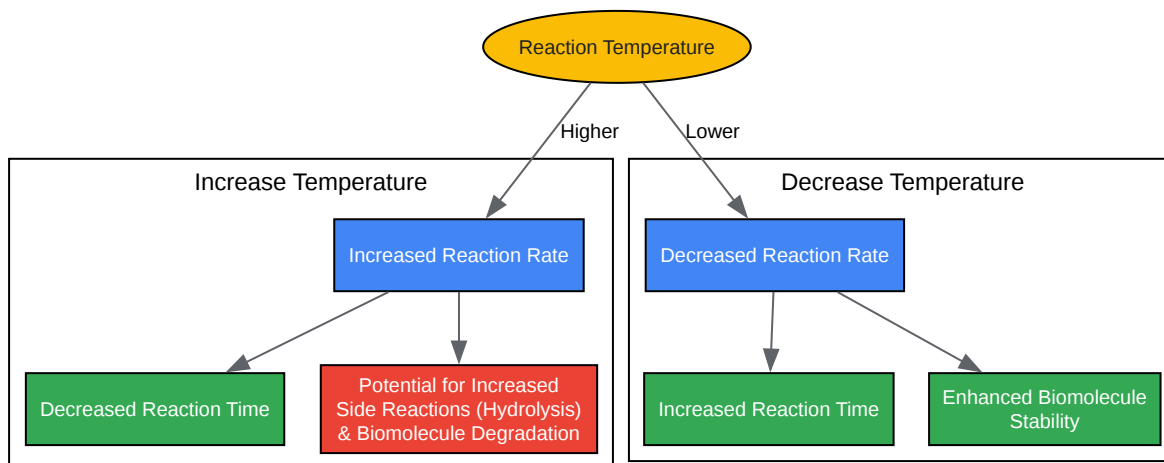 Reaction Temperature
Higher
Lower
Increase Temperature
Decrease Temperature
Increased Reaction Rate
Decreased Reaction Rate
Decreased Reaction Time
Potential for Increased
Side Reactions (Hydrolysis)
& Biomolecule Degradation
Increased Reaction Time
Enhanced Biomolecule
Stability